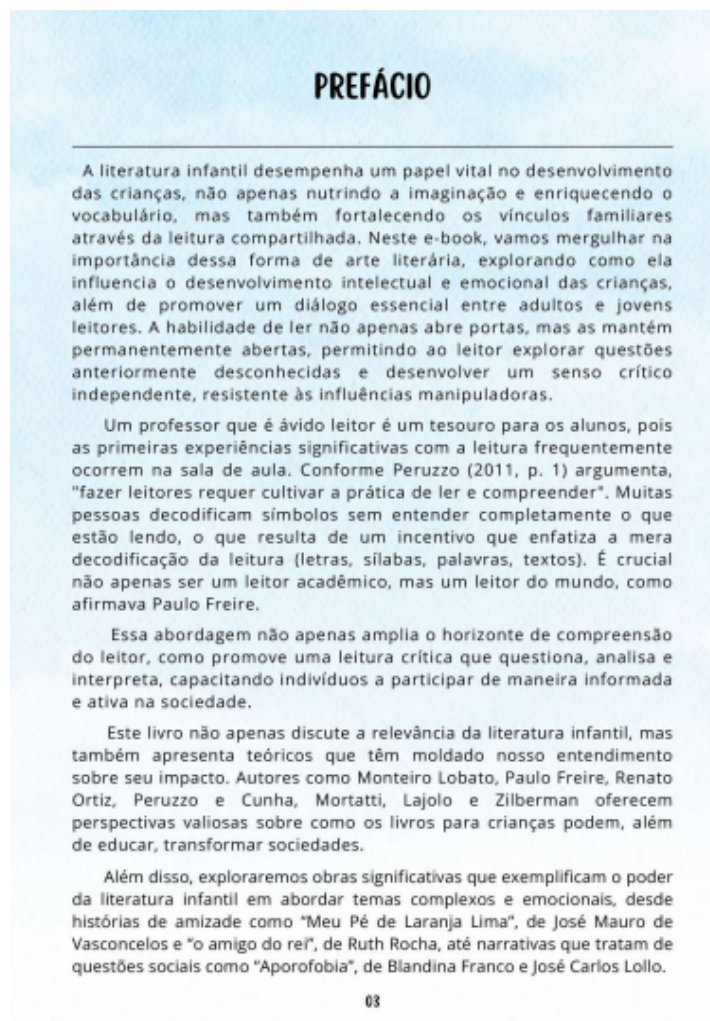 PREFÁCIO
A literatura infantil desempenha um papel vital no desenvolvimento
das crianças, não apenas nutrindo a imaginação e enriquecendo o
vocabulário, mas também fortalecendo os vínculos familiares
através da leitura compartilhada. Neste e-book, vamos mergulhar na
importância dessa forma de arte literária, explorando como ela
influencia o desenvolvimento intelectual e emocional das crianças,
além de promover um diálogo essencial entre adultos e jovens
leitores. A habilidade de ler não apenas abre portas, mas as mantém
permanentemente abertas, permitindo ao leitor explorar questões
anteriormente desconhecidas e desenvolver um senso crítico
independente, resistente às influências manipuladoras.
Um professor que é ávido leitor é um tesouro para os alunos, pois
as primeiras experiências significativas com a leitura frequentemente
ocorrem na sala de aula. Conforme Peruzzo (2011, p. 1) argumenta,
"fazer leitores requer cultivar a prática de ler e compreender". Muitas
pessoas decodificam símbolos sem entender completamente o que
estão lendo, o que resulta de um incentivo que enfatiza a mera
decodificação da leitura (letras, sílabas, palavras, textos). É crucial
não apenas ser um leitor acadêmico, mas um leitor do mundo, como
afirmava Paulo Freire.
Essa abordagem não apenas amplia o horizonte de compreensão
do leitor, como promove uma leitura crítica que questiona, analisa e
interpreta, capacitando indivíduos a participar de maneira informada
e ativa na sociedade.
Este livro não apenas discute a relevância da literatura infantil, mas
também apresenta teóricos que têm moldado nosso entendimento
sobre seu impacto. Autores como Monteiro Lobato, Paulo Freire, Renato
Ortiz, Peruzzo e Cunha, Mortatti, Lajolo e Zilberman oferecem
perspectivas valiosas sobre como os livros para crianças podem, além
de educar, transformar sociedades.
Além disso, exploraremos obras significativas que exemplificam o poder
da literatura infantil em abordar temas complexos e emocionais, desde
histórias de amizade como “Meu Pé de Laranja Lima”, de José Mauro de
Vasconcelos e “o amigo do rei”, de Ruth Rocha, até narrativas que tratam de
questões sociais como “Aporofobia”, de Blandina Franco e José Carlos Lollo.
03